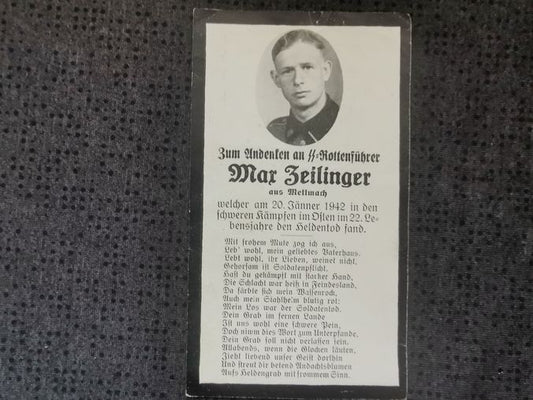 Zum Andenken an ᛋᛋ-Rottenführer
Max Zeilinger
aus Mettmach
welcher am 20. Jänner 1942 in den
schweren Kämpfen im Osten im 22. Le-
bensjahre den Heldentod fand.
Mit frohem Mute zog ich aus,
Leb' wohl, mein geliebtes Vaterhaus.
Lebt wohl, ihr Lieben, weinet nicht,
Gehorsam ist Soldatenpflicht.
Hast du gekämpft mit starker Hand,
Die Schlacht war heiß in Feindesland,
Da färbte sich mein Waffenrock,
Auch mein Stahlhelm blutig rot:
Mein Los war der Soldatentod.
Dein Grab im fernen Lande
Ist uns wohl eine schwere Pein,
Doch nimm dies Wort zum Unterpfande.
Dein Grab soll nicht verlassen sein.
Allabends, wenn die Glocken läuten,
Zieht liebend unser Geist dorthin
Und streut dir betend Andachtsblumen
Aufs Heldengrab mit frommem Sinn.